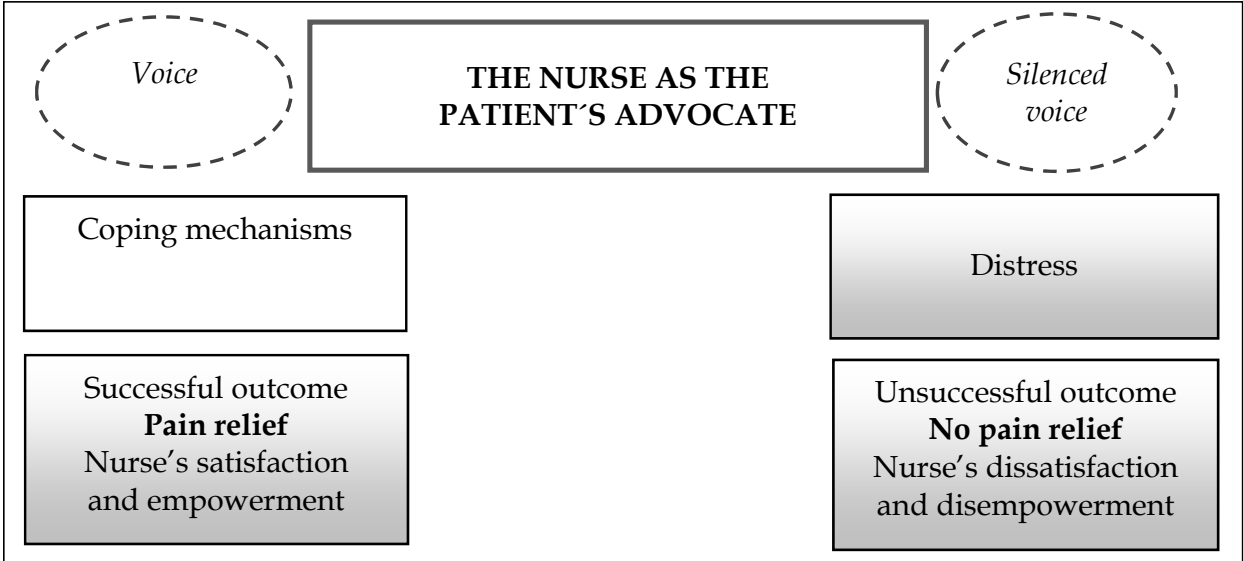 Voice
THE NURSE AS THE
PATIENT´S ADVOCATE
Silenced
voice
Coping mechanisms
Distress
Successful outcome
Pain relief
Nurse’s satisfaction
and empowerment
Unsuccessful outcome
No pain relief
Nurse’s dissatisfaction
and disempowerment